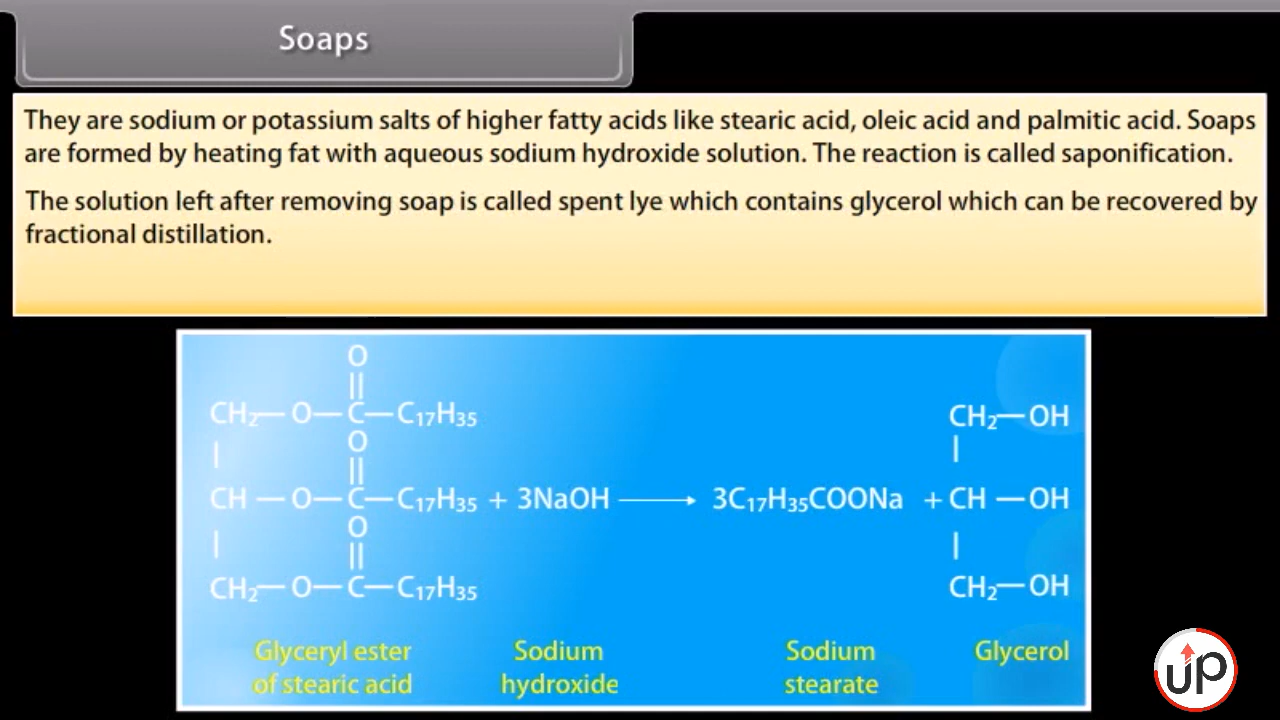 Soaps
They are sodium or potassium salts of higher fatty acids like stearic acid, oleic acid and palmitic acid. Soaps
are formed by heating fat with aqueous sodium hydroxide solution. The reaction is called saponification.
The solution left after removing soap is called spent lye which contains glycerol which can be recovered by
fractional distillation.
O
||
CH₂—O—C—C₁₇H₃₅ CH₂—OH
| O |
||
CH—O—C—C₁₇H₃₅ + 3NaOH ⟶ 3C₁₇H₃₅COONa + CH—OH
| O |
||
CH₂—O—C—C₁₇H₃₅ CH₂—OH
Glyceryl ester Sodium Sodium Glycerol
of stearic acid hydroxide stearate
UP